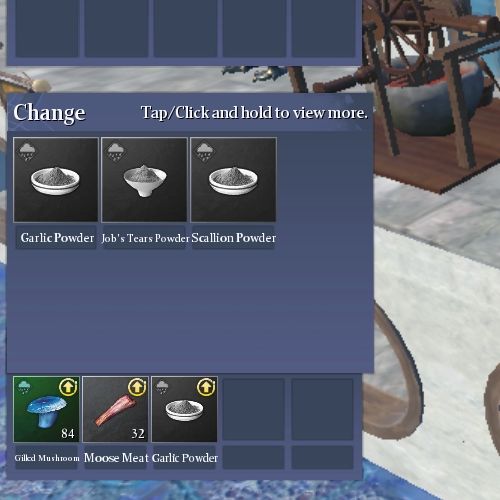 Change
Tap/Click and hold to view more.
Garlic Powder
Job's Tears Powder
Scallion Powder
84
32
Gilled Mushroom
Moose Meat
Garlic Powder